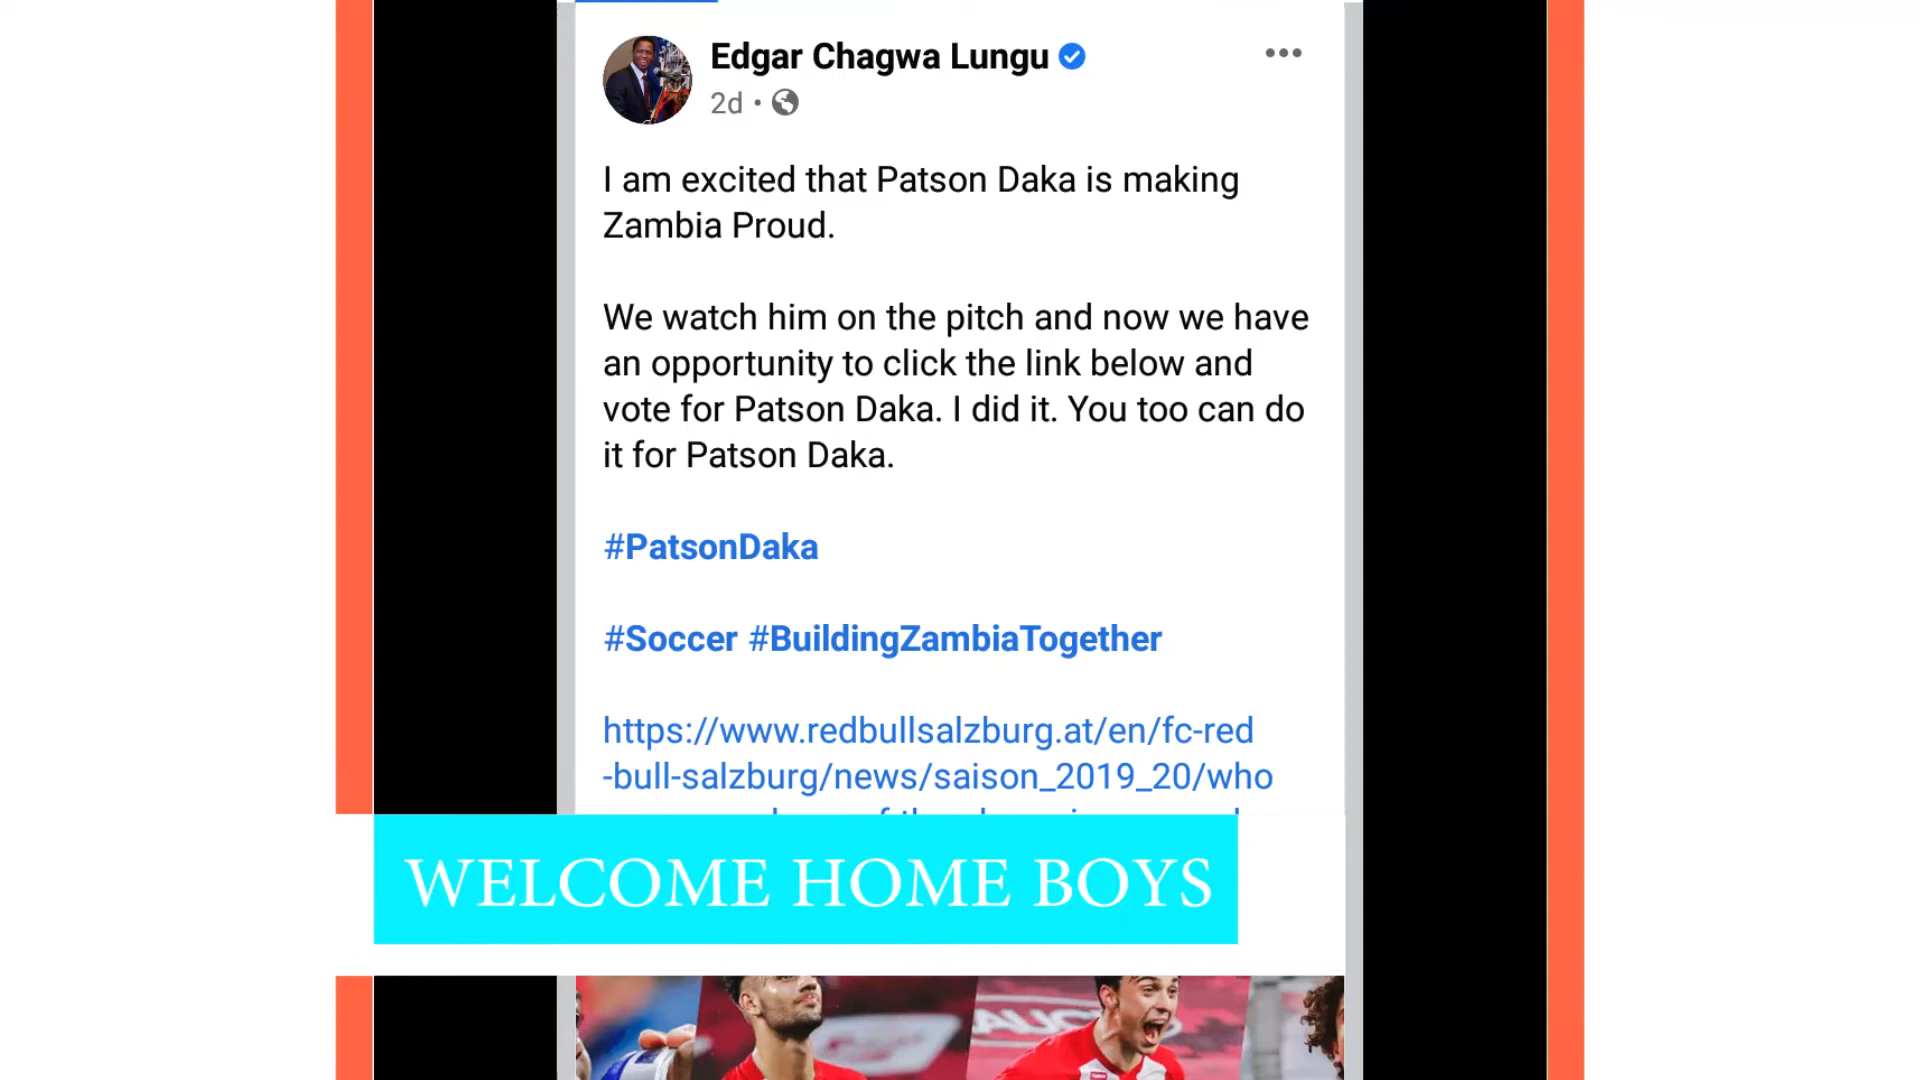 Edgar Chagwa Lungu
2d
I am excited that Patson Daka is making
Zambia Proud.
We watch him on the pitch and now we have
an opportunity to click the link below and
vote for Patson Daka. I did it. You too can do
it for Patson Daka.
#PatsonDaka
#Soccer #BuildingZambiaTogether
https://www.redbullsalzburg.at/en/fc-red
-bull-salzburg/news/saison_2019_20/who
WELCOME HOME BOYS